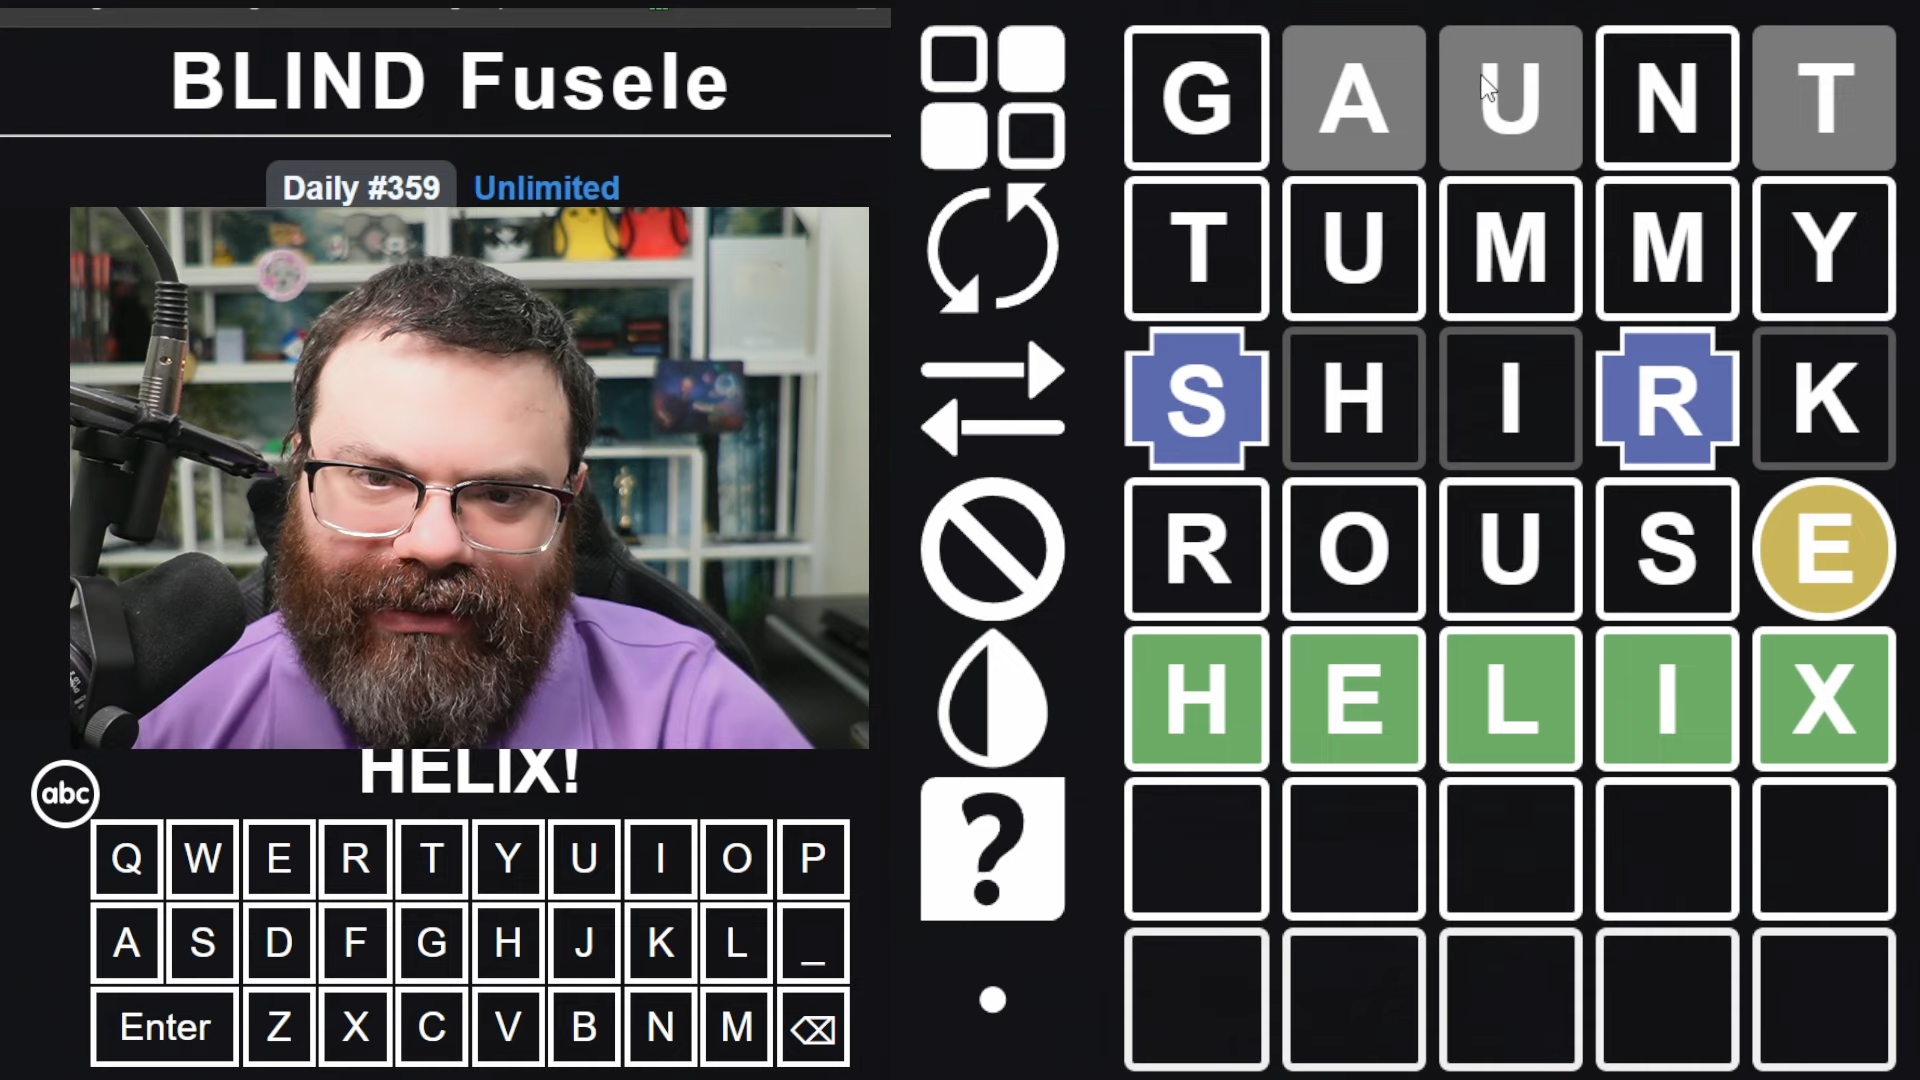 BLIND Fusele
Daily #359 Unlimited
HELIX!
abc
Q W E R T Y U I O P
A S D F G H J K L _
Enter Z X C V B N M ⌫
G A U N T
T U M M Y
S H I R K
R O U S E
H E L I X
?